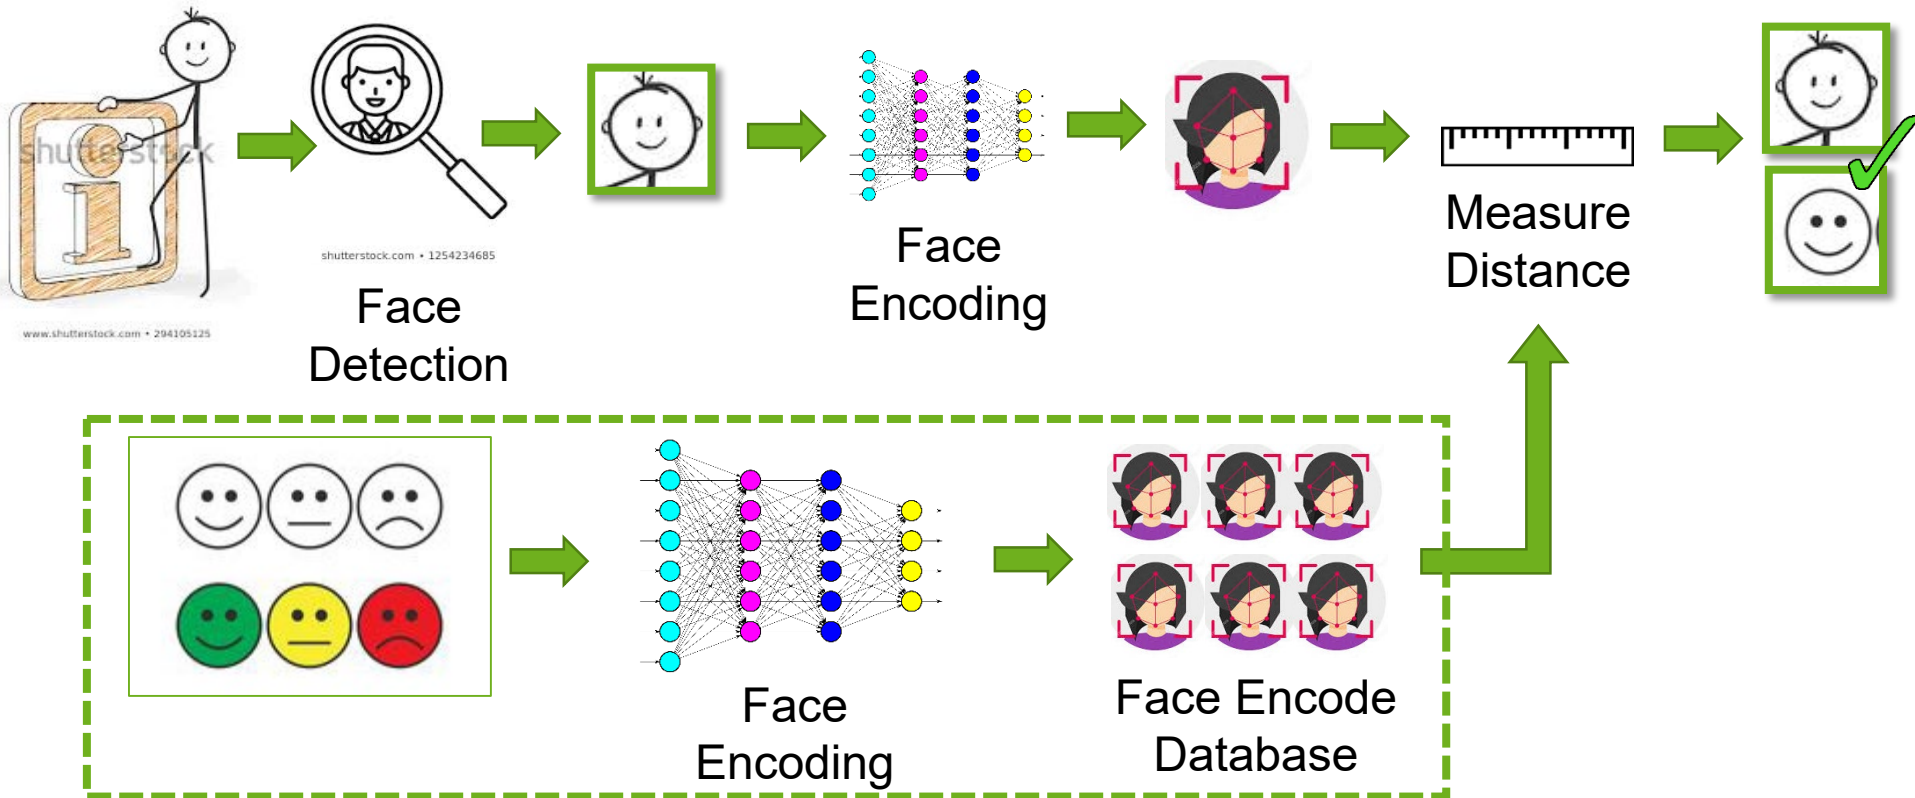 shutterstock
i
www.shutterstock.com • 294105125
shutterstock.com • 1254234685
Face
Detection
Face
Encoding
Measure
Distance
Face
Encoding
Face Encode
Database